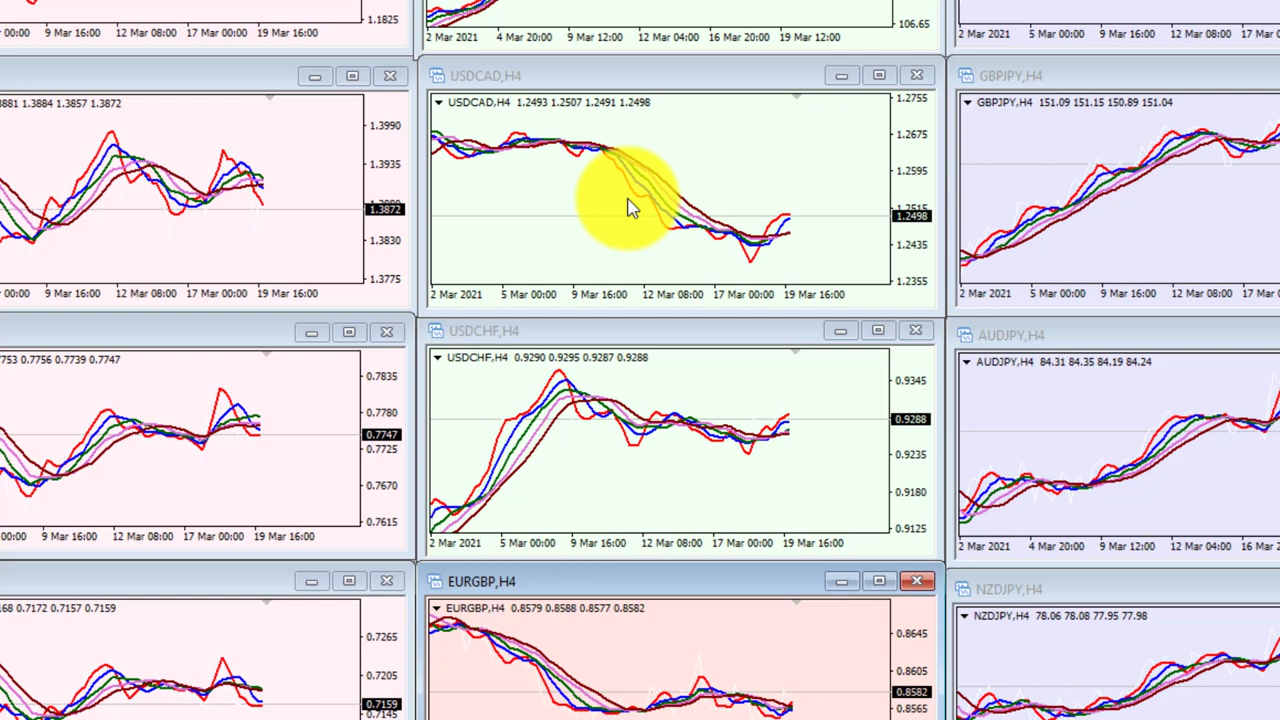 1.1825
00:00 9 Mar 16:00 12 Mar 08:00 17 Mar 00:00 19 Mar 16:00
106.65
2 Mar 2021 4 Mar 20:00 9 Mar 12:00 12 Mar 04:00 16 Mar 20:00 19 Mar 12:00
2 Mar 2021 5 Mar 00:00 9 Mar 16:00 12 Mar 08:00 17 Mar 0
3881 1.3884 1.3857 1.3872
1.3990
1.3935
1.3872
1.3830
1.3775
00:00 9 Mar 16:00 12 Mar 08:00 17 Mar 00:00 19 Mar 16:00
USDCAD,H4
USDCAD,H4 1.2493 1.2507 1.2491 1.2498
1.2755
1.2675
1.2595
1.2515
1.2498
1.2435
1.2355
2 Mar 2021 5 Mar 00:00 9 Mar 16:00 12 Mar 08:00 17 Mar 00:00 19 Mar 16:00
GBPJPY,H4
GBPJPY,H4 151.09 151.15 150.89 151.04
2 Mar 2021 5 Mar 00:00 9 Mar 16:00 12 Mar 08:00 17 Mar 0
7753 0.7756 0.7739 0.7747
0.7835
0.7780
0.7747
0.7725
0.7670
0.7615
00:00 9 Mar 16:00 12 Mar 08:00 17 Mar 00:00 19 Mar 16:00
USDCHF,H4
USDCHF,H4 0.9290 0.9295 0.9287 0.9288
0.9345
0.9288
0.9235
0.9180
0.9125
2 Mar 2021 5 Mar 00:00 9 Mar 16:00 12 Mar 08:00 17 Mar 00:00 19 Mar 16:00
AUDJPY,H4
AUDJPY,H4 84.31 84.35 84.19 84.24
2 Mar 2021 4 Mar 20:00 9 Mar 12:00 12 Mar 04:00 16 Mar 2
168 0.7172 0.7157 0.7159
0.7265
0.7205
0.7159
0.7145
EURGBP,H4
EURGBP,H4 0.8579 0.8588 0.8577 0.8582
0.8645
0.8605
0.8582
0.8565
NZDJPY,H4
NZDJPY,H4 78.06 78.08 77.95 77.98